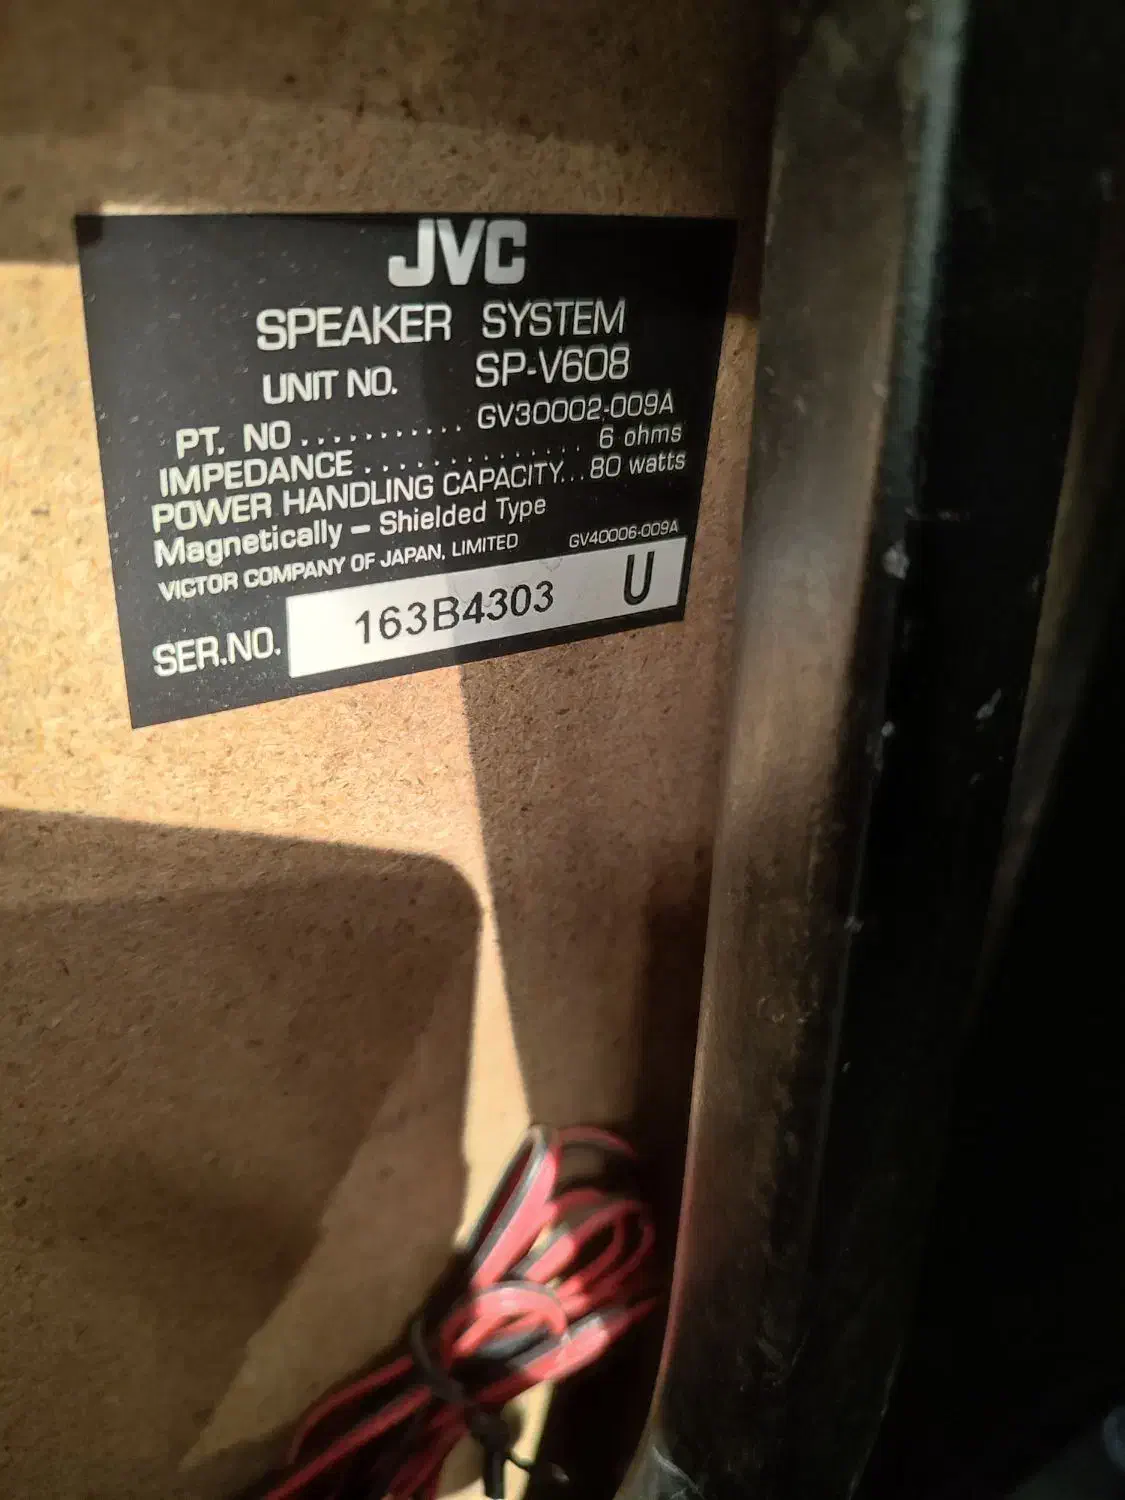 JVC
SPEAKER SYSTEM
UNIT NO. SP-V608
PT. NO ........... GV30002-009A
IMPEDANCE .............. 6 ohms
POWER HANDLING CAPACITY... 80 watts
Magnetically – Shielded Type
VICTOR COMPANY OF JAPAN, LIMITED GV40006-009A
SER.NO. 163B4303 U